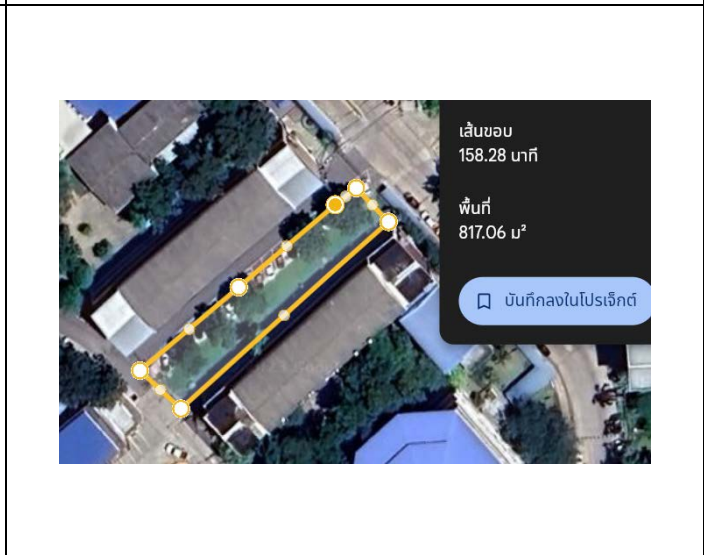 เส้นขอบ
158.28 นาที
พื้นที่
817.06 ม²
บันทึกลงในโปรเจ็กต์